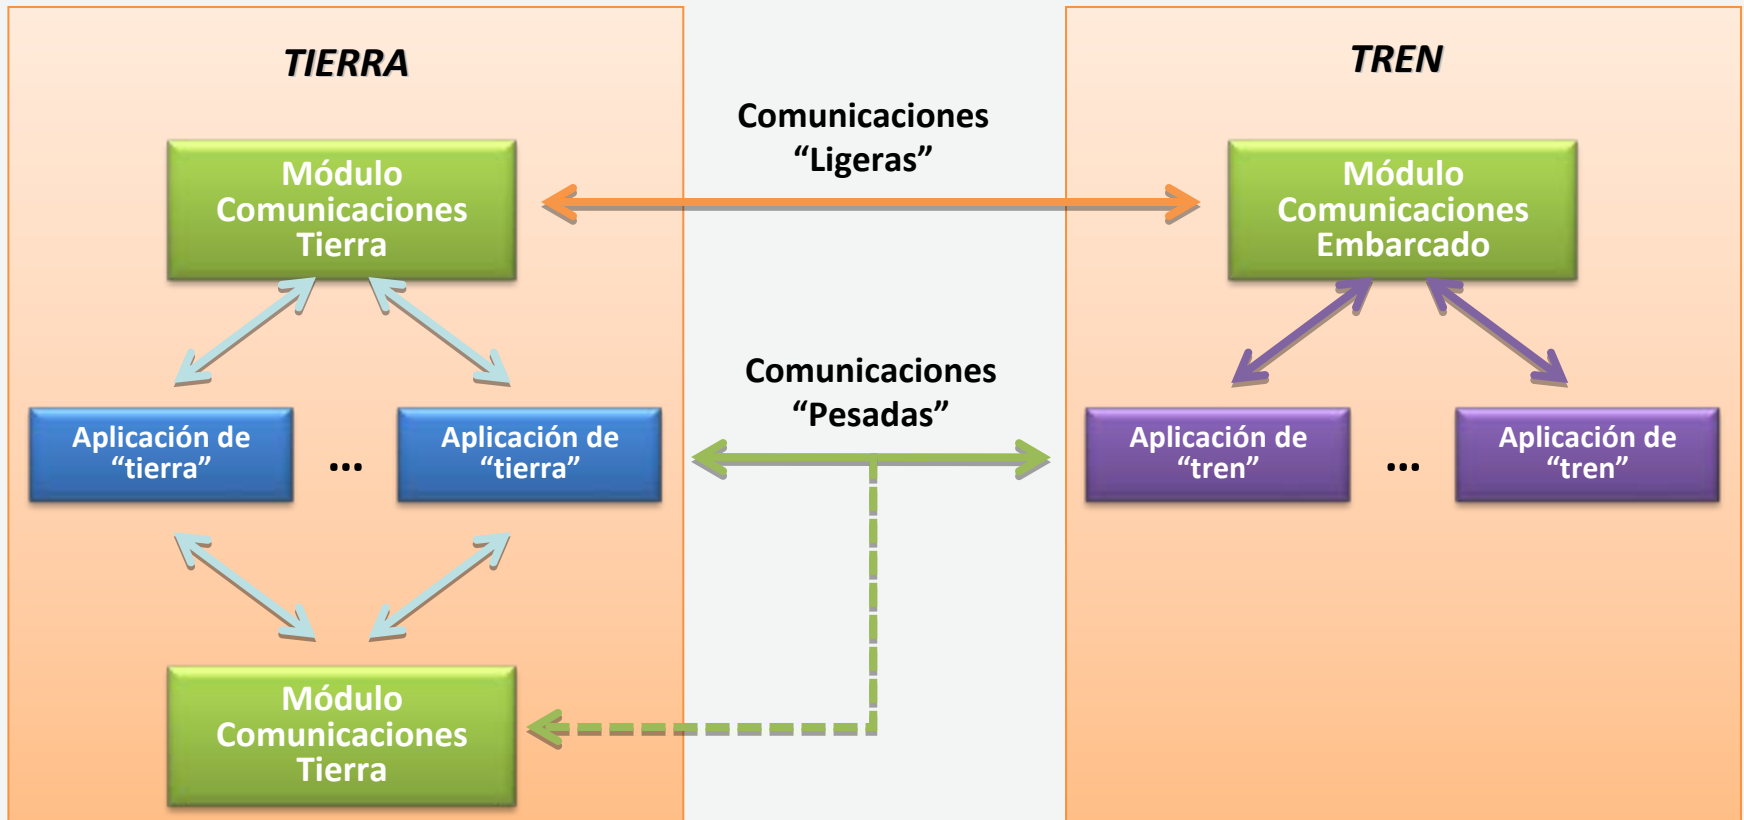 TIERRA
Módulo
Comunicaciones
Tierra
Aplicación de
“tierra”
...
Aplicación de
“tierra”
Módulo
Comunicaciones
Tierra
Comunicaciones
“Ligeras”
Comunicaciones
“Pesadas”
TREN
Módulo
Comunicaciones
Embarcado
Aplicación de
“tren”
...
Aplicación de
“tren”